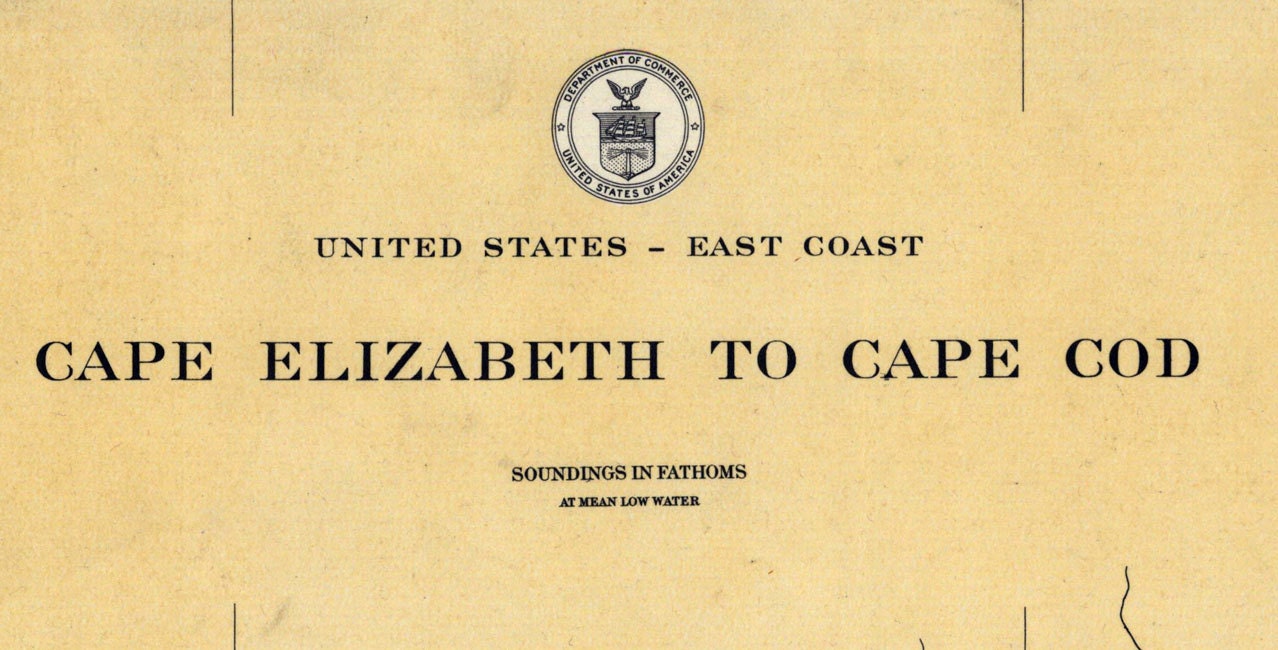 DEPARTMENT OF COMMERCE
UNITED STATES OF AMERICA
UNITED STATES – EAST COAST
CAPE ELIZABETH TO CAPE COD
SOUNDINGS IN FATHOMS
AT MEAN LOW WATER